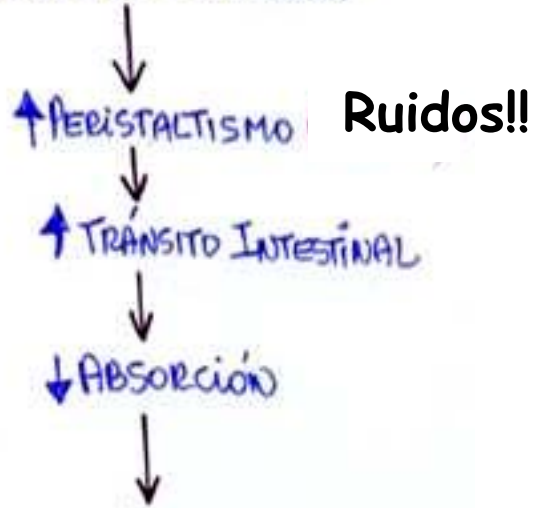 ↑ PERISTALTISMO Ruidos!!
↑ TRÁNSITO INTESTINAL
↓ ABSORCIÓN